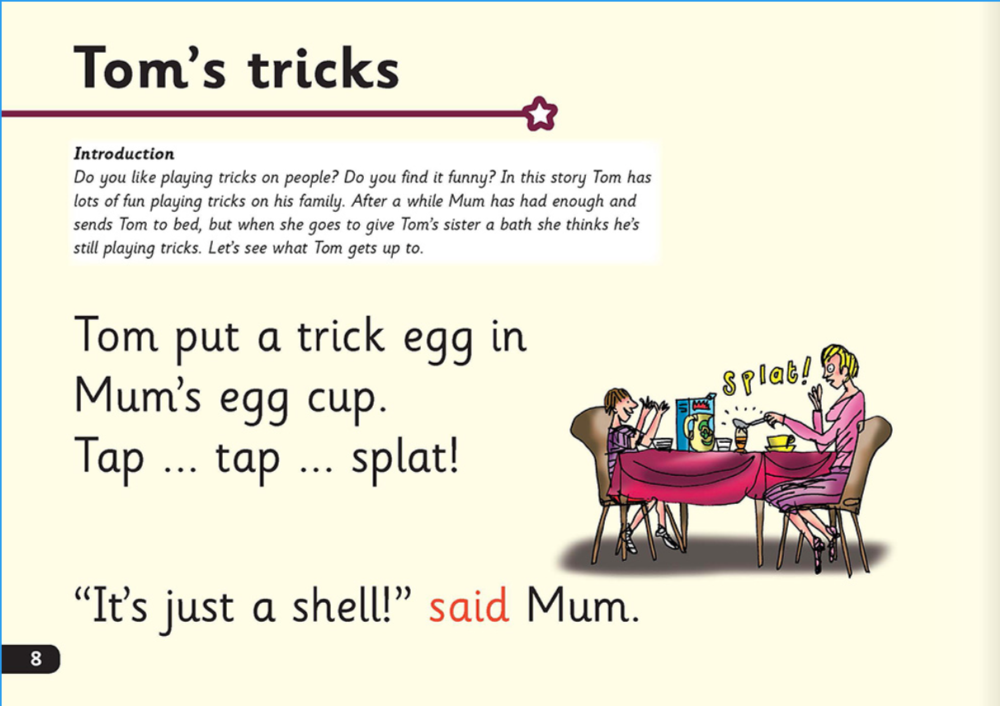 Tom’s tricks
Introduction
Do you like playing tricks on people? Do you find it funny? In this story Tom has
lots of fun playing tricks on his family. After a while Mum has had enough and
sends Tom to bed, but when she goes to give Tom’s sister a bath she thinks he’s
still playing tricks. Let’s see what Tom gets up to.
Tom put a trick egg in
Mum’s egg cup.
Tap ... tap ... splat!
splat!
“It’s just a shell!” said Mum.
8